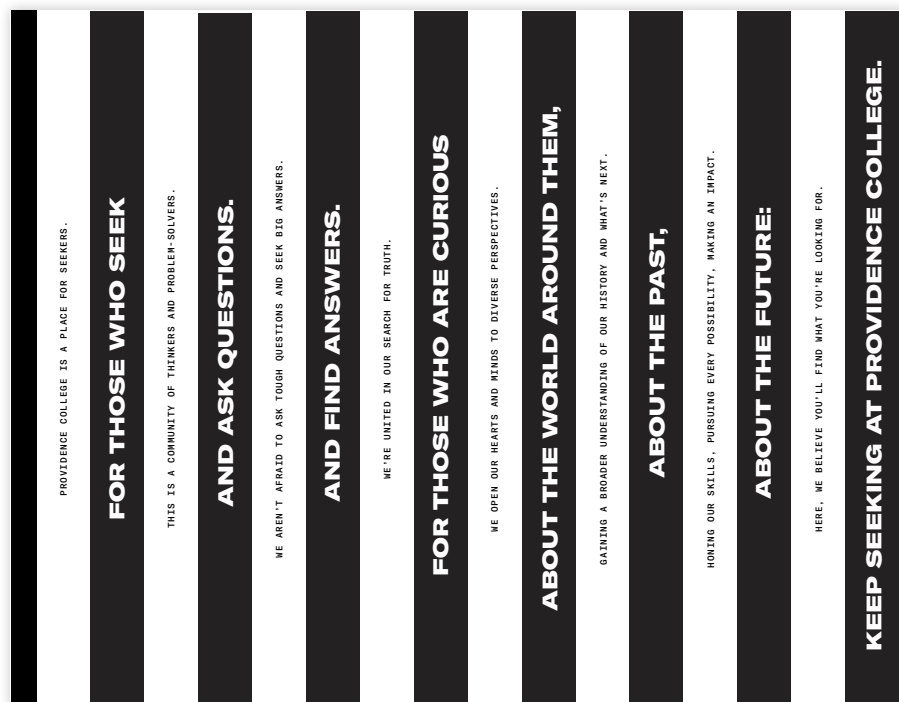 PROVIDENCE COLLEGE IS A PLACE FOR SEEKERS.
FOR THOSE WHO SEEK
THIS IS A COMMUNITY OF THINKERS AND PROBLEM-SOLVERS.
AND ASK QUESTIONS.
WE AREN'T AFRAID TO ASK TOUGH QUESTIONS AND SEEK BIG ANSWERS.
AND FIND ANSWERS.
WE'RE UNITED IN OUR SEARCH FOR TRUTH.
FOR THOSE WHO ARE CURIOUS
WE OPEN OUR HEARTS AND MINDS TO DIVERSE PERSPECTIVES.
ABOUT THE WORLD AROUND THEM,
GAINING A BROADER UNDERSTANDING OF OUR HISTORY AND WHAT'S NEXT.
ABOUT THE PAST,
HONING OUR SKILLS, PURSUING EVERY POSSIBILITY, MAKING AN IMPACT.
ABOUT THE FUTURE:
HERE, WE BELIEVE YOU'LL FIND WHAT YOU'RE LOOKING FOR.
KEEP SEEKING AT PROVIDENCE COLLEGE.